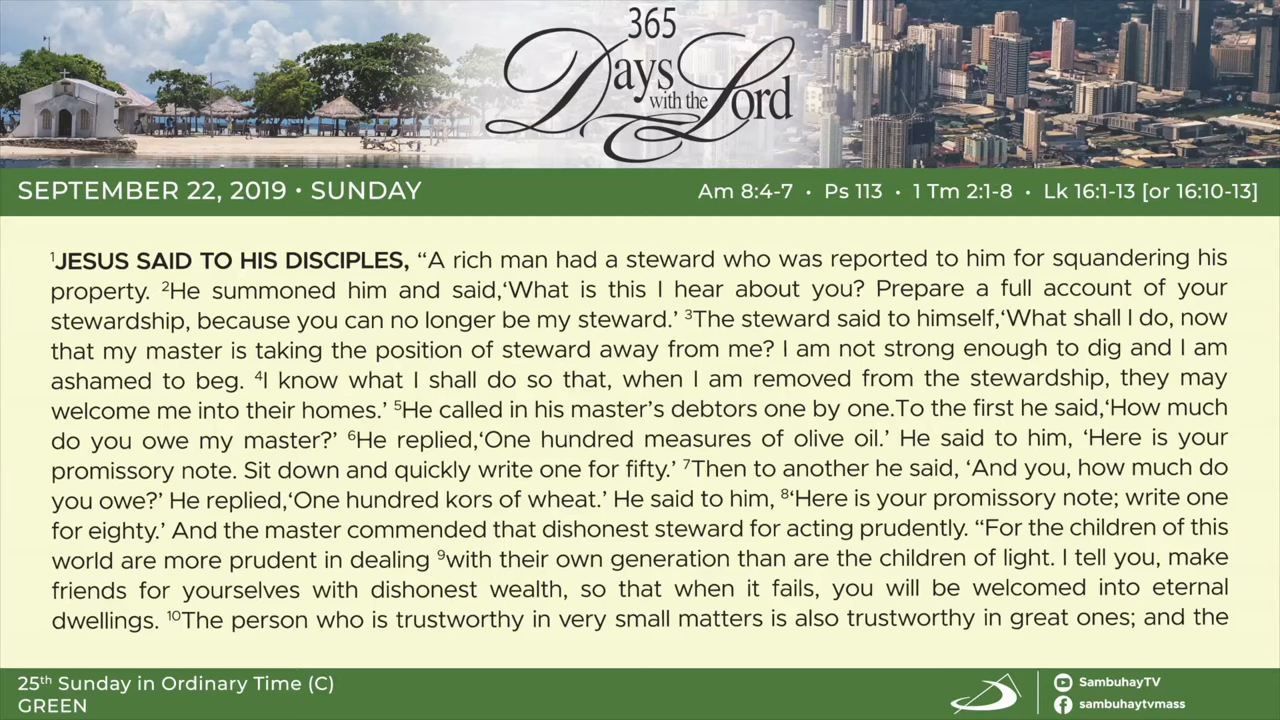 365
Days
with the
Lord
SEPTEMBER 22, 2019 • SUNDAY
Am 8:4-7 • Ps 113 • 1 Tm 2:1-8 • Lk 16:1-13 [or 16:10-13]
¹JESUS SAID TO HIS DISCIPLES, “A rich man had a steward who was reported to him for squandering his
property. ²He summoned him and said,‘What is this I hear about you? Prepare a full account of your
stewardship, because you can no longer be my steward.’ ³The steward said to himself,‘What shall I do, now
that my master is taking the position of steward away from me? I am not strong enough to dig and I am
ashamed to beg. ⁴I know what I shall do so that, when I am removed from the stewardship, they may
welcome me into their homes.’ ⁵He called in his master’s debtors one by one.To the first he said,‘How much
do you owe my master?’ ⁶He replied,‘One hundred measures of olive oil.’ He said to him, ‘Here is your
promissory note. Sit down and quickly write one for fifty.’ ⁷Then to another he said, ‘And you, how much do
you owe?’ He replied,‘One hundred kors of wheat.’ He said to him, ⁸‘Here is your promissory note; write one
for eighty.’ And the master commended that dishonest steward for acting prudently. “For the children of this
world are more prudent in dealing ⁹with their own generation than are the children of light. I tell you, make
friends for yourselves with dishonest wealth, so that when it fails, you will be welcomed into eternal
dwellings. ¹⁰The person who is trustworthy in very small matters is also trustworthy in great ones; and the
25th Sunday in Ordinary Time (C)
GREEN
SambuhayTV
sambuhaytvmass